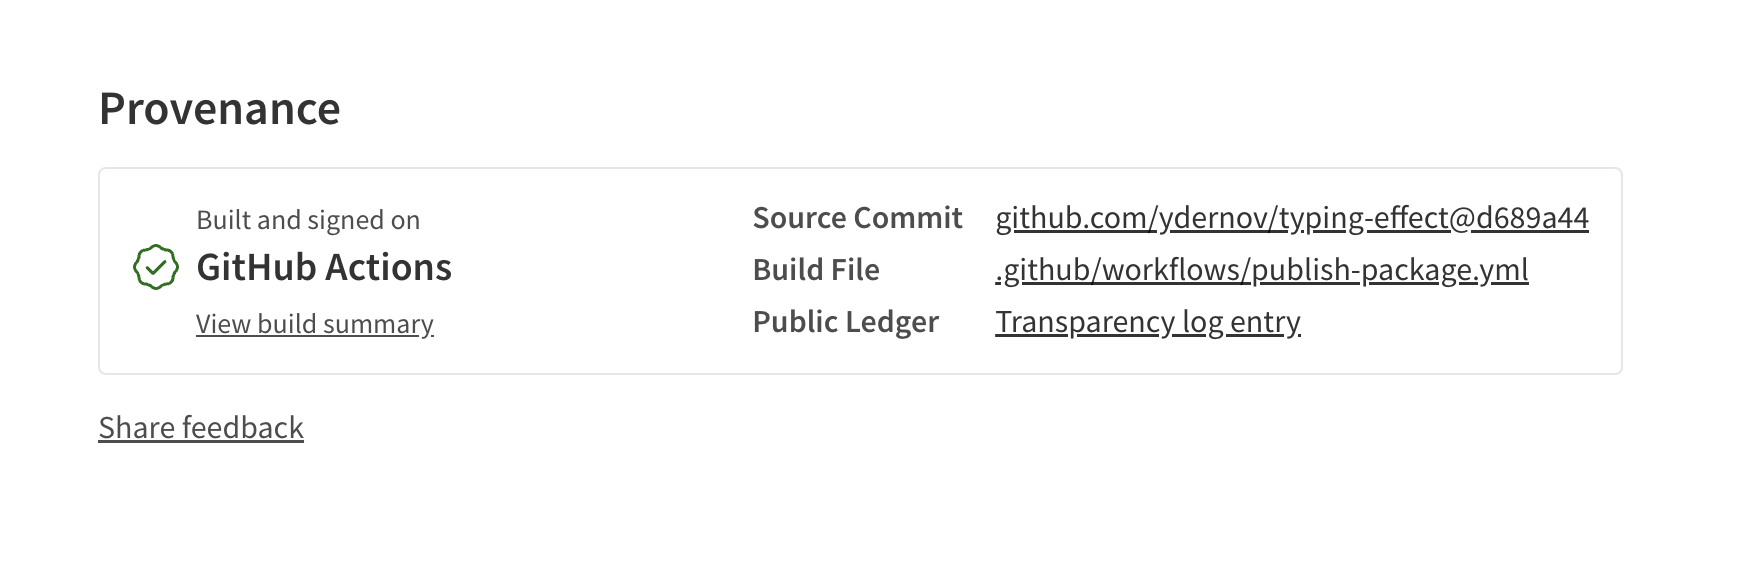 Provenance
Built and signed on
GitHub Actions
View build summary
Source Commit github.com/ydernov/typing-effect@d689a44
Build File .github/workflows/publish-package.yml
Public Ledger Transparency log entry
Share feedback